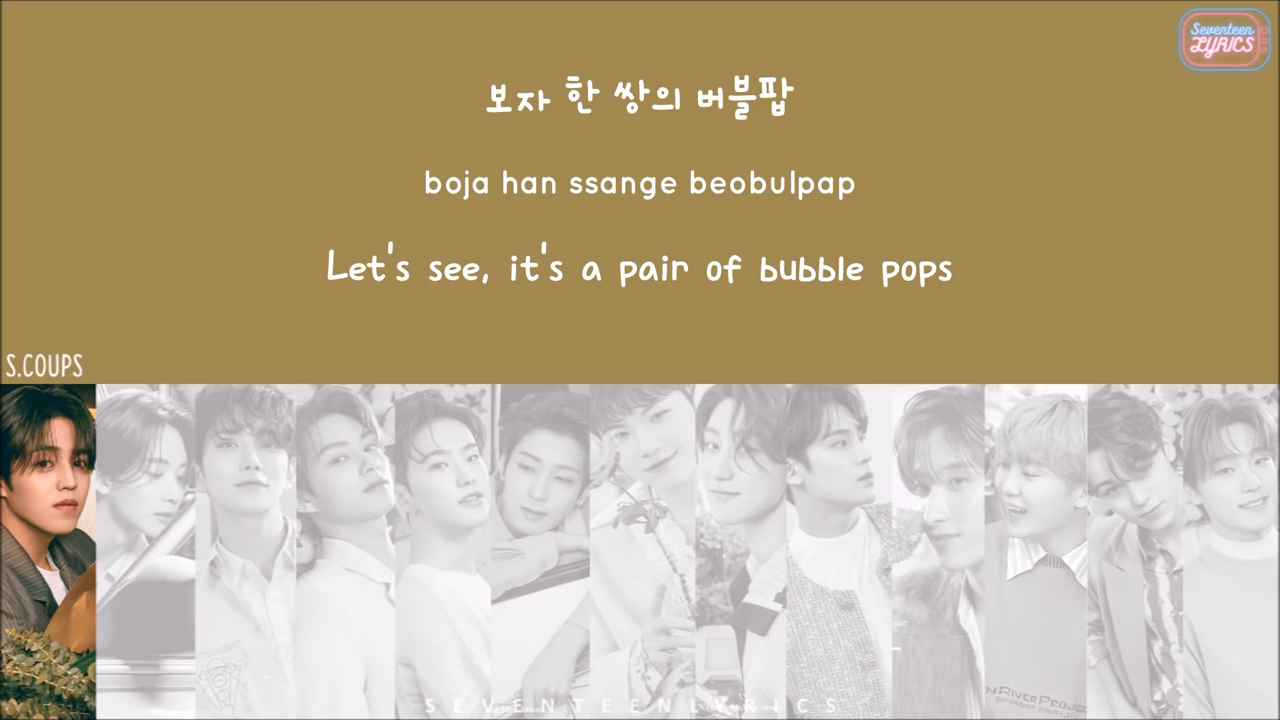 Seventeen
LYRICS
보자 한 쌍의 버블팝
boja han ssange beobulpap
Let's see, it's a pair of bubble pops
S.COUPS
NRIVERPROJEC
SEVENTEENLYRICS